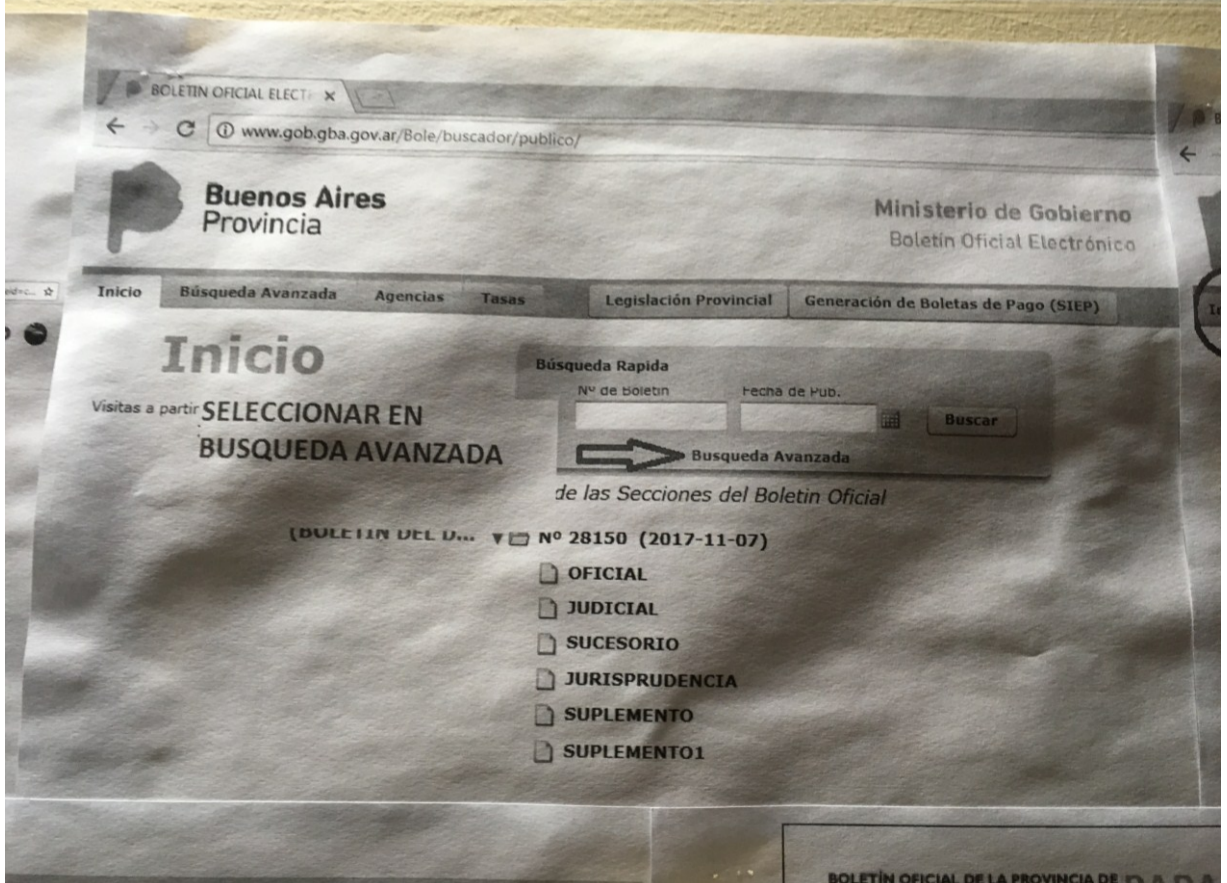 BOLETIN OFICIAL ELECT
www.gob.gba.gov.ar/Bole/buscador/publico/
Buenos Aires
Provincia
Ministerio de Gobierno
Boletín Oficial Electrónico
Inicio Búsqueda Avanzada Agencias Tasas Legislación Provincial Generación de Boletas de Pago (SIEP)
Inicio
Búsqueda Rapida
Nº de Boletin Fecha de Pub.
Visitas a partir SELECCIONAR EN
BUSQUEDA AVANZADA
Buscar
Busqueda Avanzada
de las Secciones del Boletin Oficial
(BOLETIN DEL D... Nº 28150 (2017-11-07)
OFICIAL
JUDICIAL
SUCESORIO
JURISPRUDENCIA
SUPLEMENTO
SUPLEMENTO1
BOLETÍN OFICIAL DE LA PROVINCIA DE